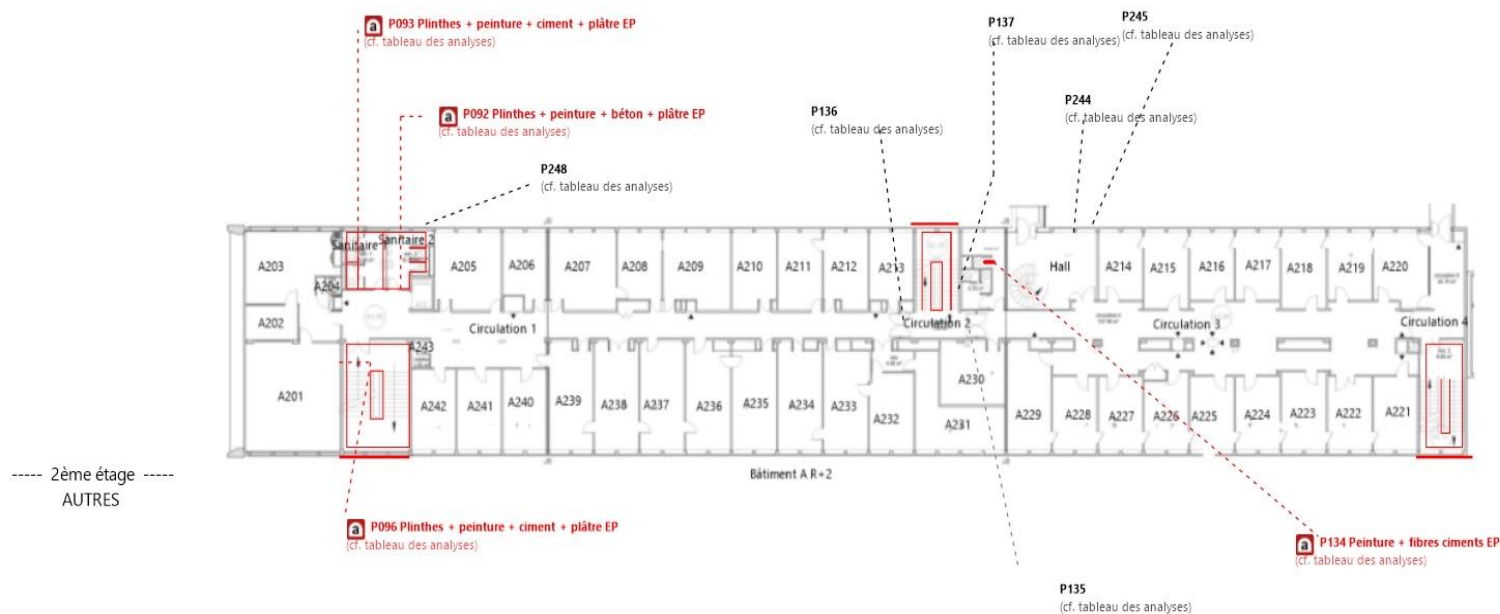 P093 Plinthes + peinture + ciment + plâtre EP
(cf. tableau des analyses)
P092 Plinthes + peinture + béton + plâtre EP
(cf. tableau des analyses)
P248
(cf. tableau des analyses)
P136
(cf. tableau des analyses)
P137
(cf. tableau des analyses)
P245
(cf. tableau des analyses)
P244
(cf. tableau des analyses)
Sanitaire
Sanitaire 2
A203
A204
A205
A206
A207
A208
A209
A210
A211
A212
A213
Hall
A214
A215
A216
A217
A218
A219
A220
A202
Circulation 1
Circulation 2
Circulation 3
Circulation 4
A243
A201
A242
A241
A240
A239
A238
A237
A236
A235
A234
A233
A232
A230
A231
A229
A228
A227
A226
A225
A224
A223
A222
A221
Bâtiment A R+2
----- 2ème étage -----
AUTRES
P096 Plinthes + peinture + ciment + plâtre EP
(cf. tableau des analyses)
P134 Peinture + fibres ciments EP
(cf. tableau des analyses)
P135
(cf. tableau des analyses)